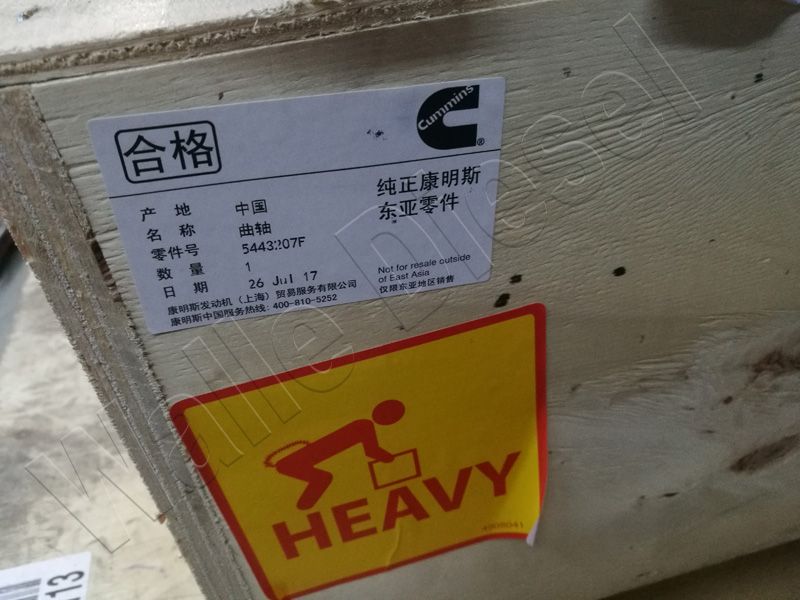 Cummins
®
合格
纯正康明斯
东亚零件
产 地 中国
名 称 曲轴
零件号 5443207F
数 量 1
日 期 26 Jul 17
Not for resale outside
of East Asia
仅限东亚地区销售
康明斯发动机（上海）贸易服务有限公司
康明斯中国服务热线: 400-810-5252
HEAVY
Walle Diesel